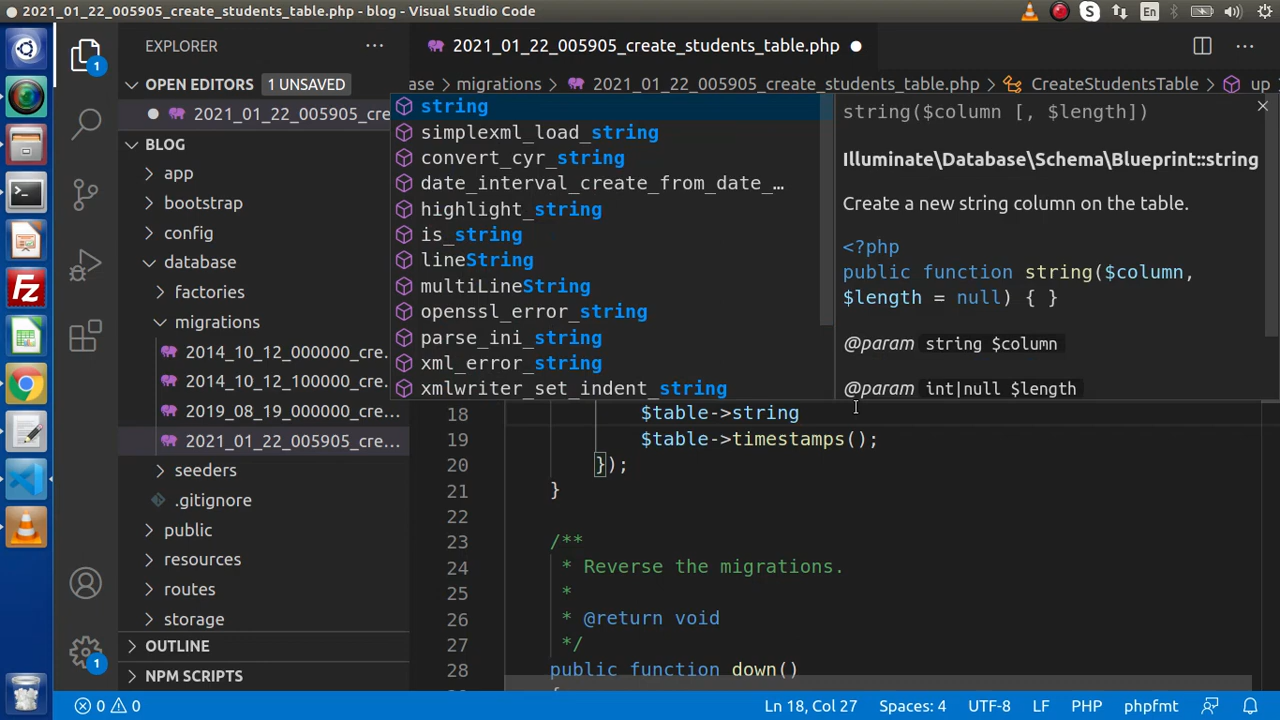 2021_01_22_005905_create_students_table.php - blog - Visual Studio Code
S
En
EXPLORER
2021_01_22_005905_create_students_table.php
OPEN EDITORS
1 UNSAVED
2021_01_22_005905_cre
BLOG
app
bootstrap
config
database
factories
migrations
2014_10_12_000000_cre.
2014_10_12_100000_cre.
2019_08_19_000000_cre.
2021_01_22_005905_cre...
seeders
.gitignore
public
resources
routes
storage
OUTLINE
NPM SCRIPTS
1
1
ase
migrations
2021_01_22_005905_create_students_table.php
CreateStudentsTable
up
string
simplexml_load_string
convert_cyr_string
date_interval_create_from_date_…
highlight_string
is_string
lineString
multiLineString
openssl_error_string
parse_ini_string
xml_error_string
xmlwriter_set_indent_string
string($column [, $length])
Illuminate\Database\Schema\Blueprint::string
Create a new string column on the table.
<?php
public function string($column,
$length = null) { }
@param string $column
@param int|null $length
18 $table->string
19 $table->timestamps();
20 });
21 }
22
23 /**
24 * Reverse the migrations.
25 *
26 * @return void
27 */
28 public function down()
0 0
Ln 18, Col 27
Spaces: 4
UTF-8
LF
PHP
phpfmt